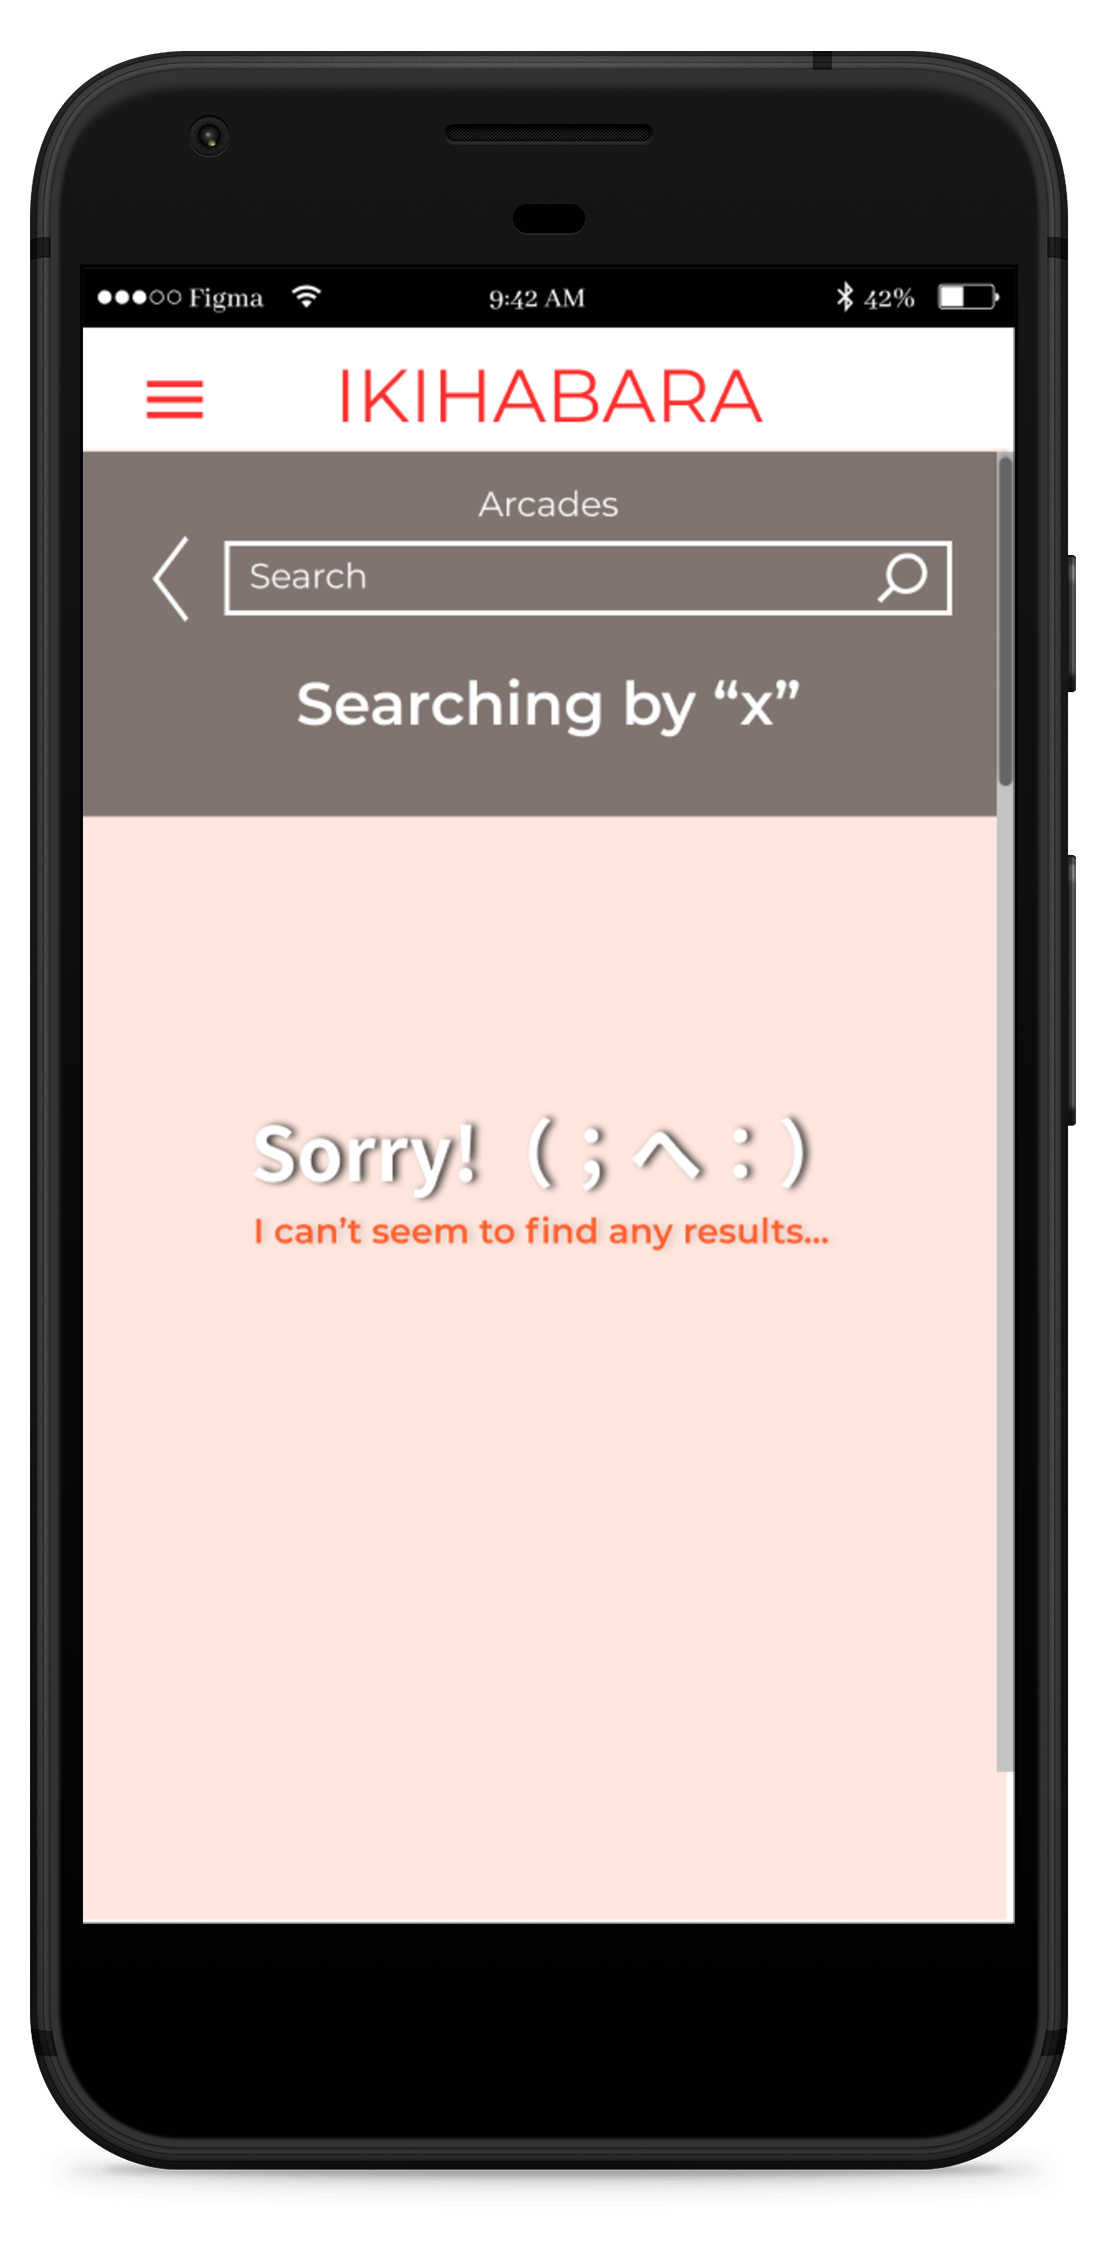 Figma 9:42 AM 42%
IKIHABARA
Arcades
Search
Searching by “x”
Sorry!（；へ：）
I can’t seem to find any results...